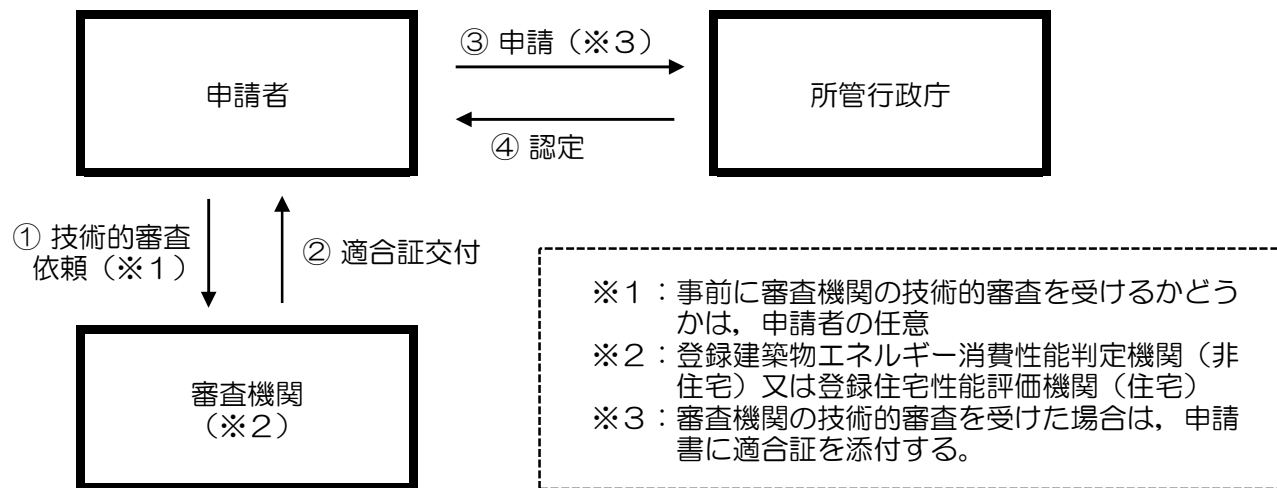 申請者
③ 申請（※３）
④ 認定
所管行政庁
① 技術的審査
依頼（※１）
② 適合証交付
審査機関
（※２）
※１：事前に審査機関の技術的審査を受けるかどう
かは，申請者の任意
※２：登録建築物エネルギー消費性能判定機関（非
住宅）又は登録住宅性能評価機関（住宅）
※３：審査機関の技術的審査を受けた場合は，申請
書に適合証を添付する。